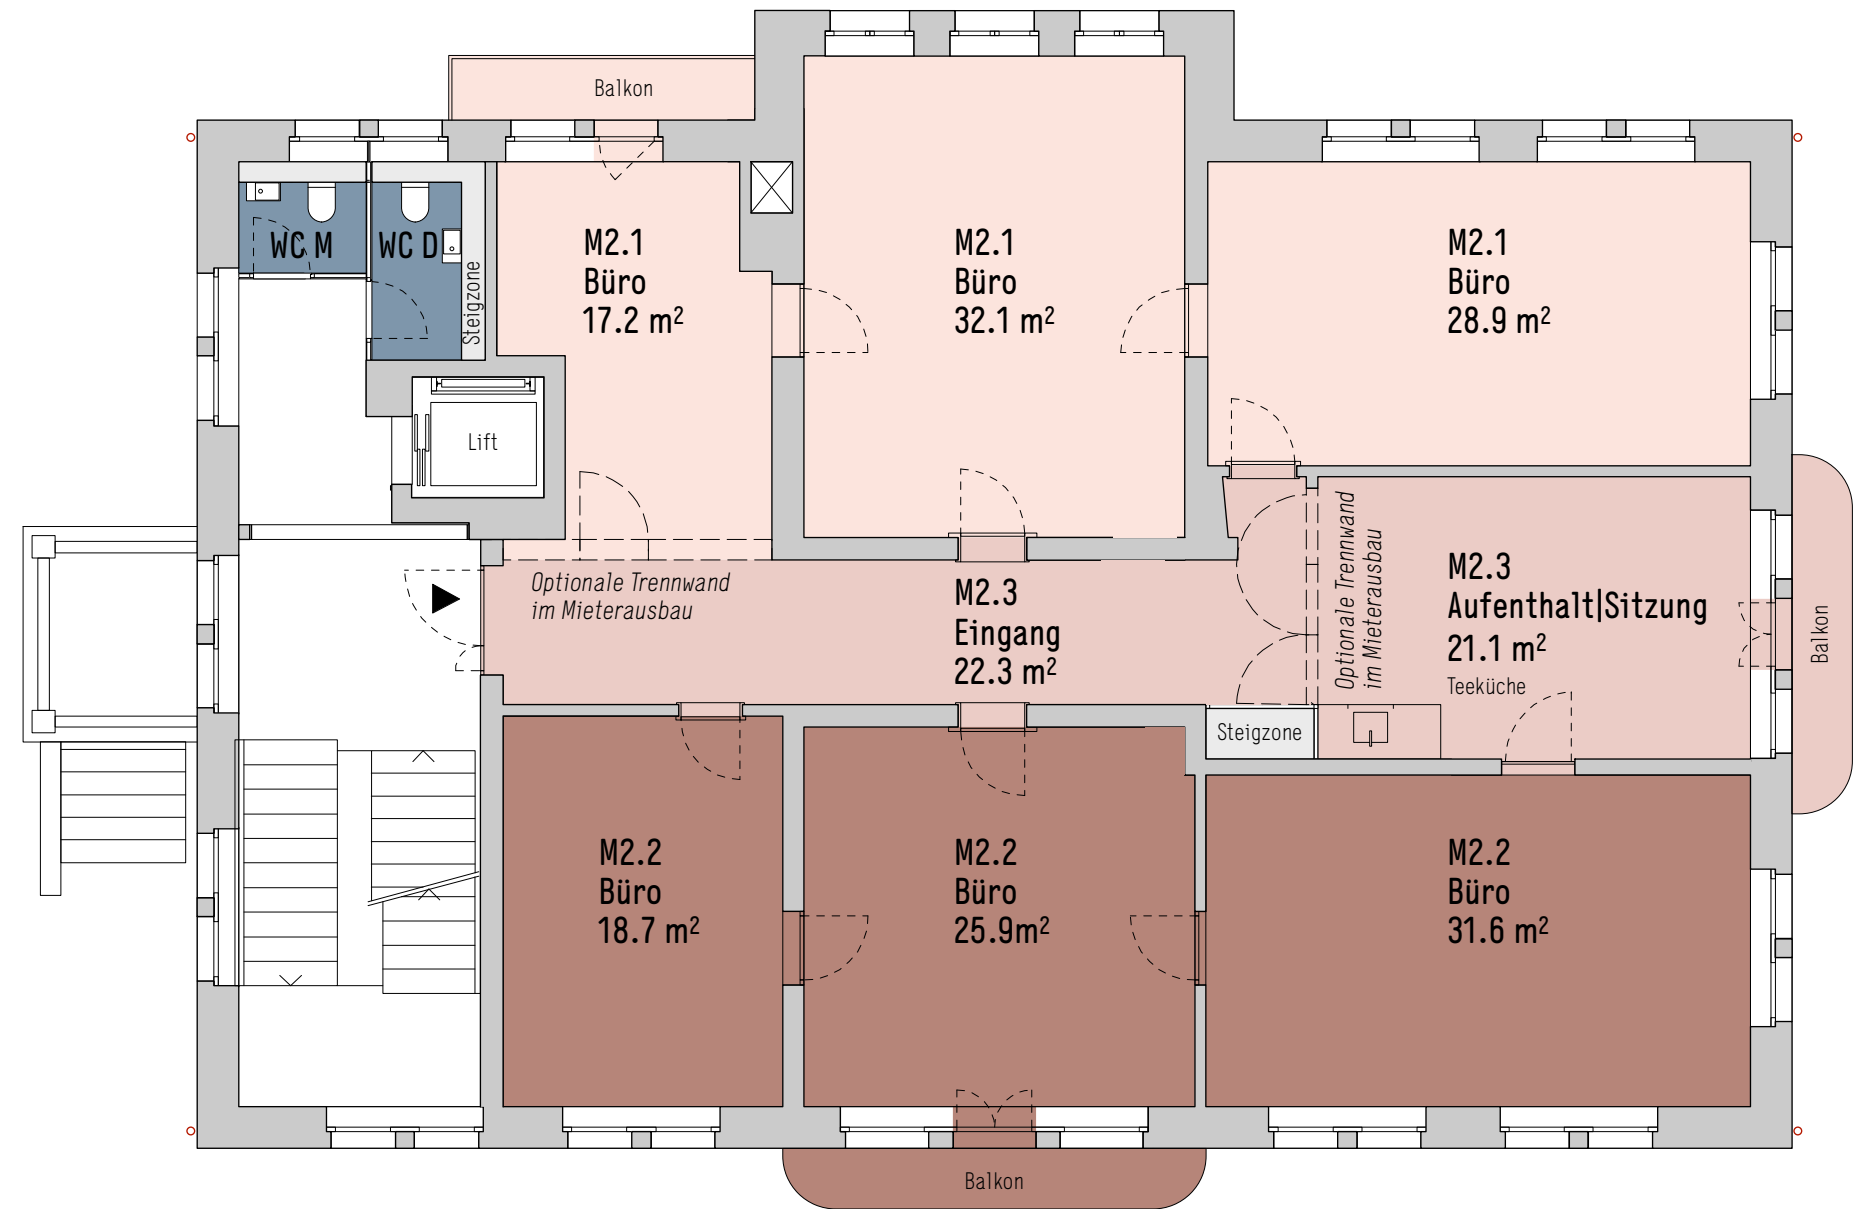 Balkon
WC M
WC D
Steigzone
Lift
M2.1
Büro
17.2 m²
M2.1
Büro
32.1 m²
M2.1
Büro
28.9 m²
Optionale Trennwand
im Mieterausbau
M2.3
Eingang
22.3 m²
Optionale Trennwand
im Mieterausbau
M2.3
Aufenthalt|Sitzung
21.1 m²
Teeküche
Balkon
Steigzone
M2.2
Büro
18.7 m²
M2.2
Büro
25.9m²
M2.2
Büro
31.6 m²
Balkon